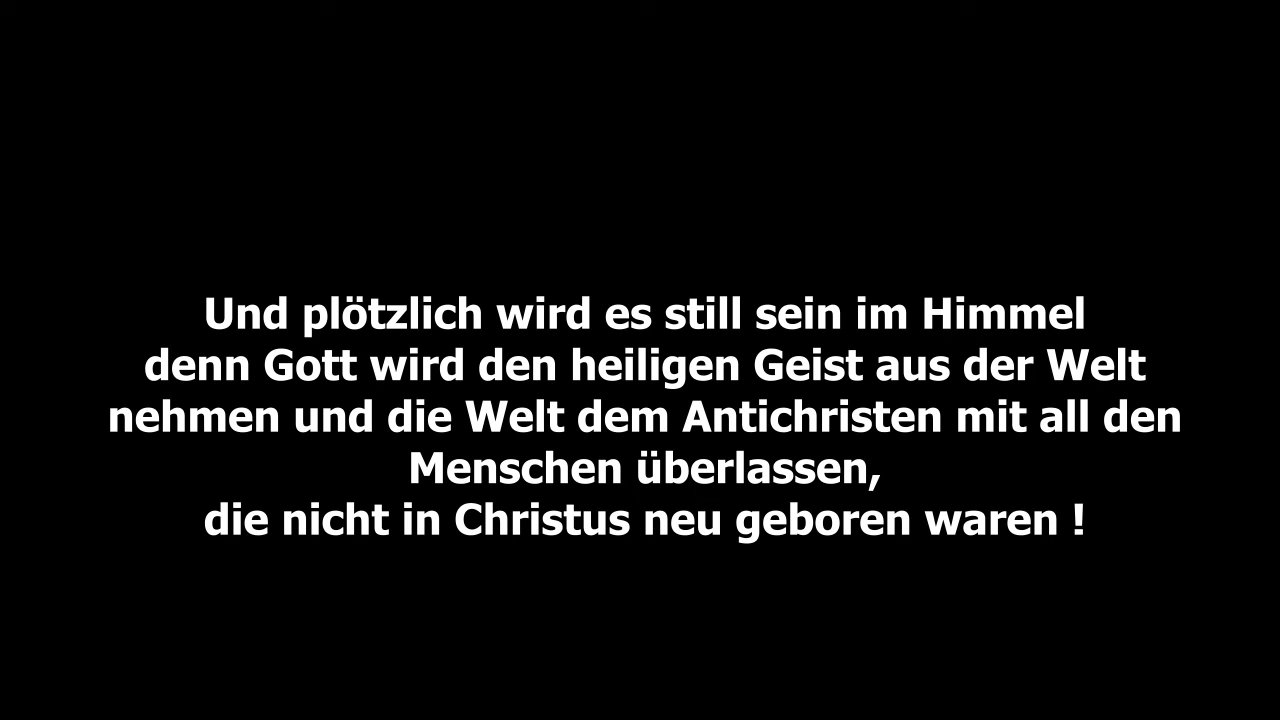 Und plötzlich wird es still sein im Himmel
denn Gott wird den heiligen Geist aus der Welt
nehmen und die Welt dem Antichristen mit all den
Menschen überlassen,
die nicht in Christus neu geboren waren !